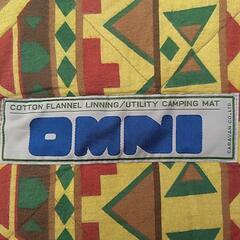 COTTON FLANNEL LINNING/UTILITY CAMPING MAT
OMNI
CARAVAN CO.,LTD.